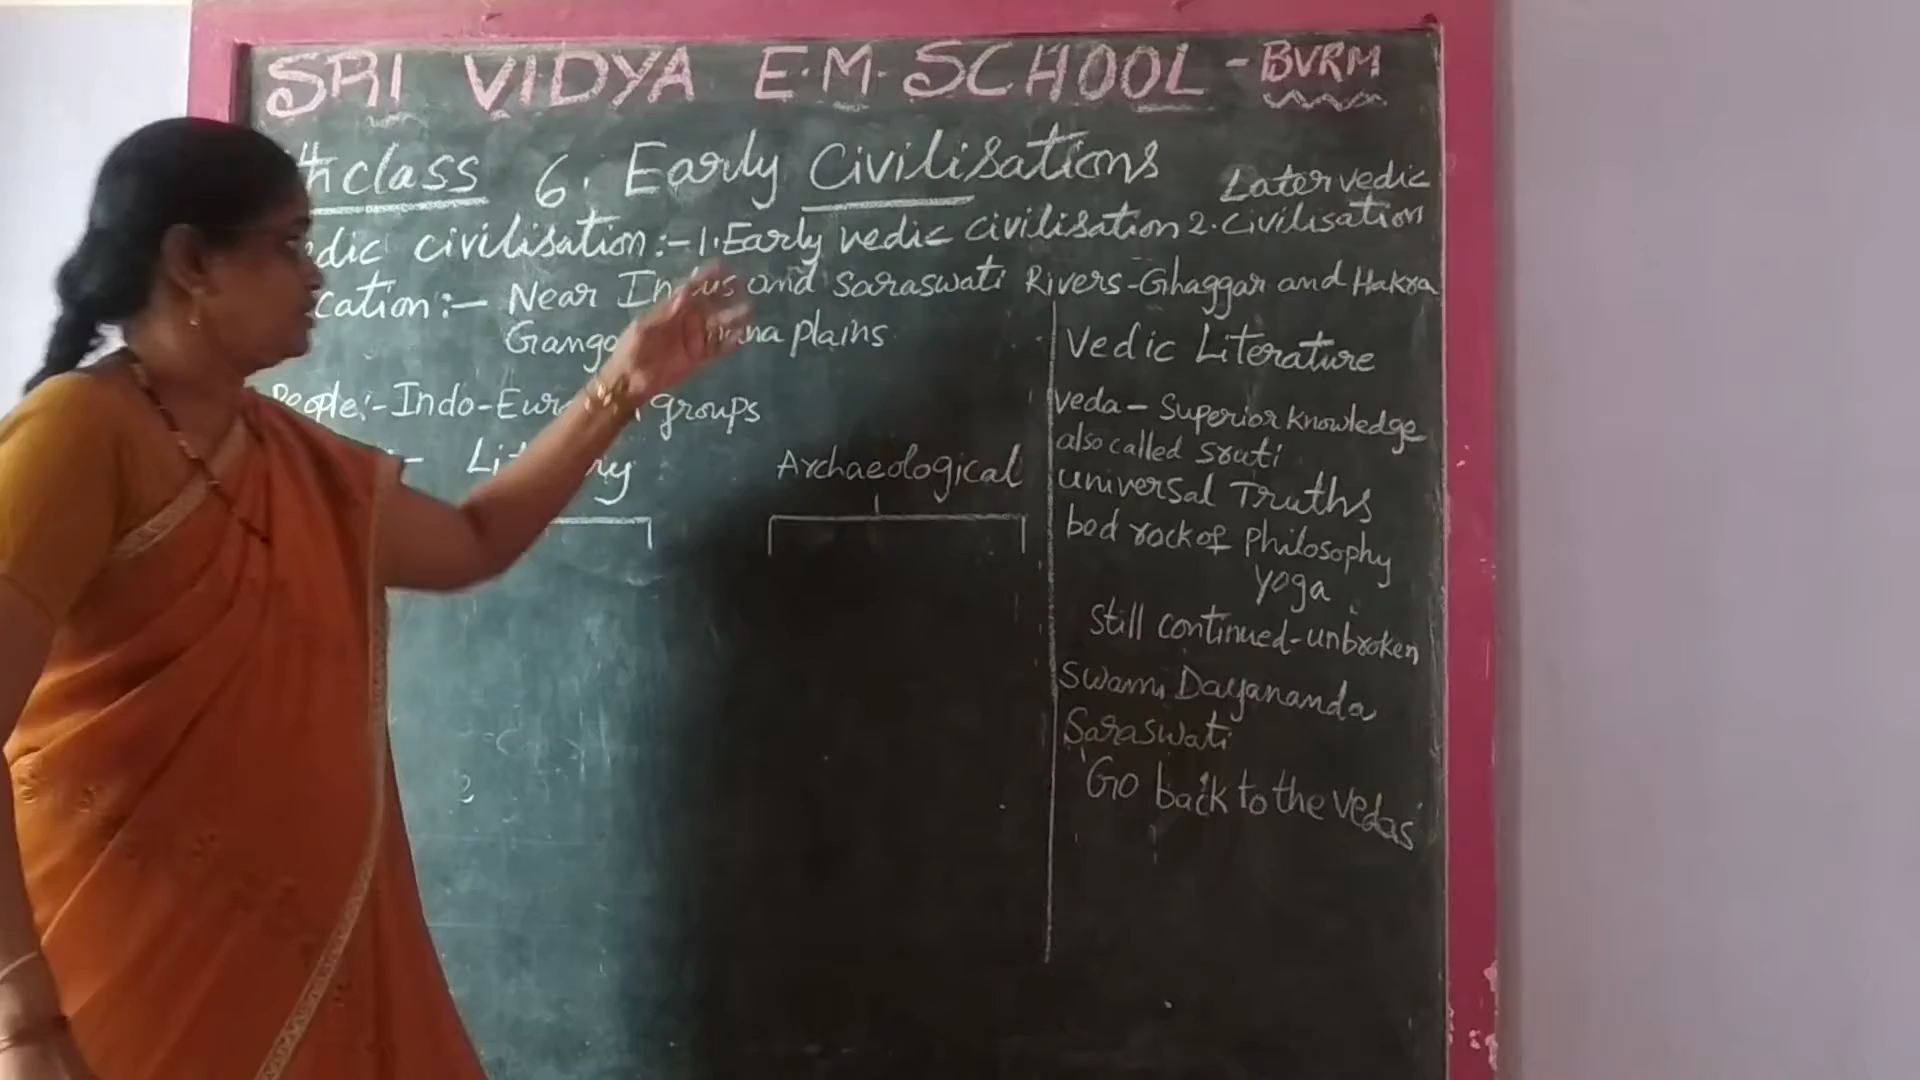 SRI VIDYA E.M. SCHOOL - BVRM
class 6. Early Civilisations
civilisation:- 1. Early vedic civilisation 2. Later vedic Civilisation
:- Near Indus and Saraswati Rivers-Ghaggar and Hakra
plains
People:- Indo- groups
Archaeological
Vedic Literature
Veda - Superior Knowledge
also called Sruti
universal Truths
bed rock of Philosophy
Yoga
Still continued-unbroken
Swami Dayananda
Saraswati
'Go back to the Vedas'